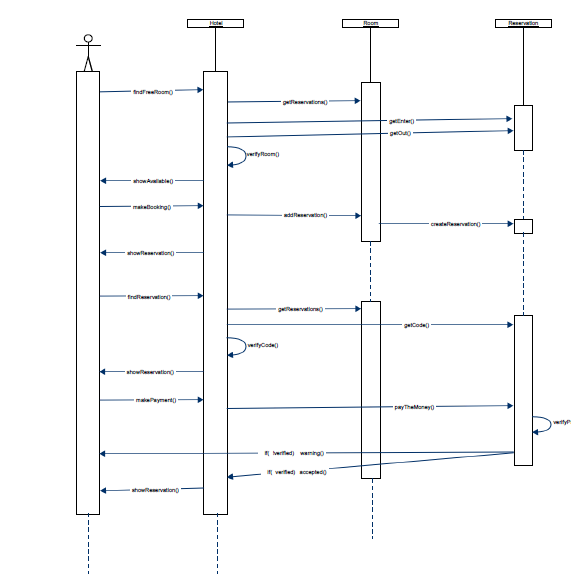 Hotel
Room
Reservation
findFreeRoom()
getReservations()
getEnter()
getOut()
verifyRoom()
showAvailable()
makeBooking()
addReservation()
createReservation()
showReservation()
findReservation()
getReservations()
getCode()
verifyCode()
showReservation()
makePayment()
payTheMoney()
verifyP
if( !verified) warning()
if( verified) accepted()
showReservation()